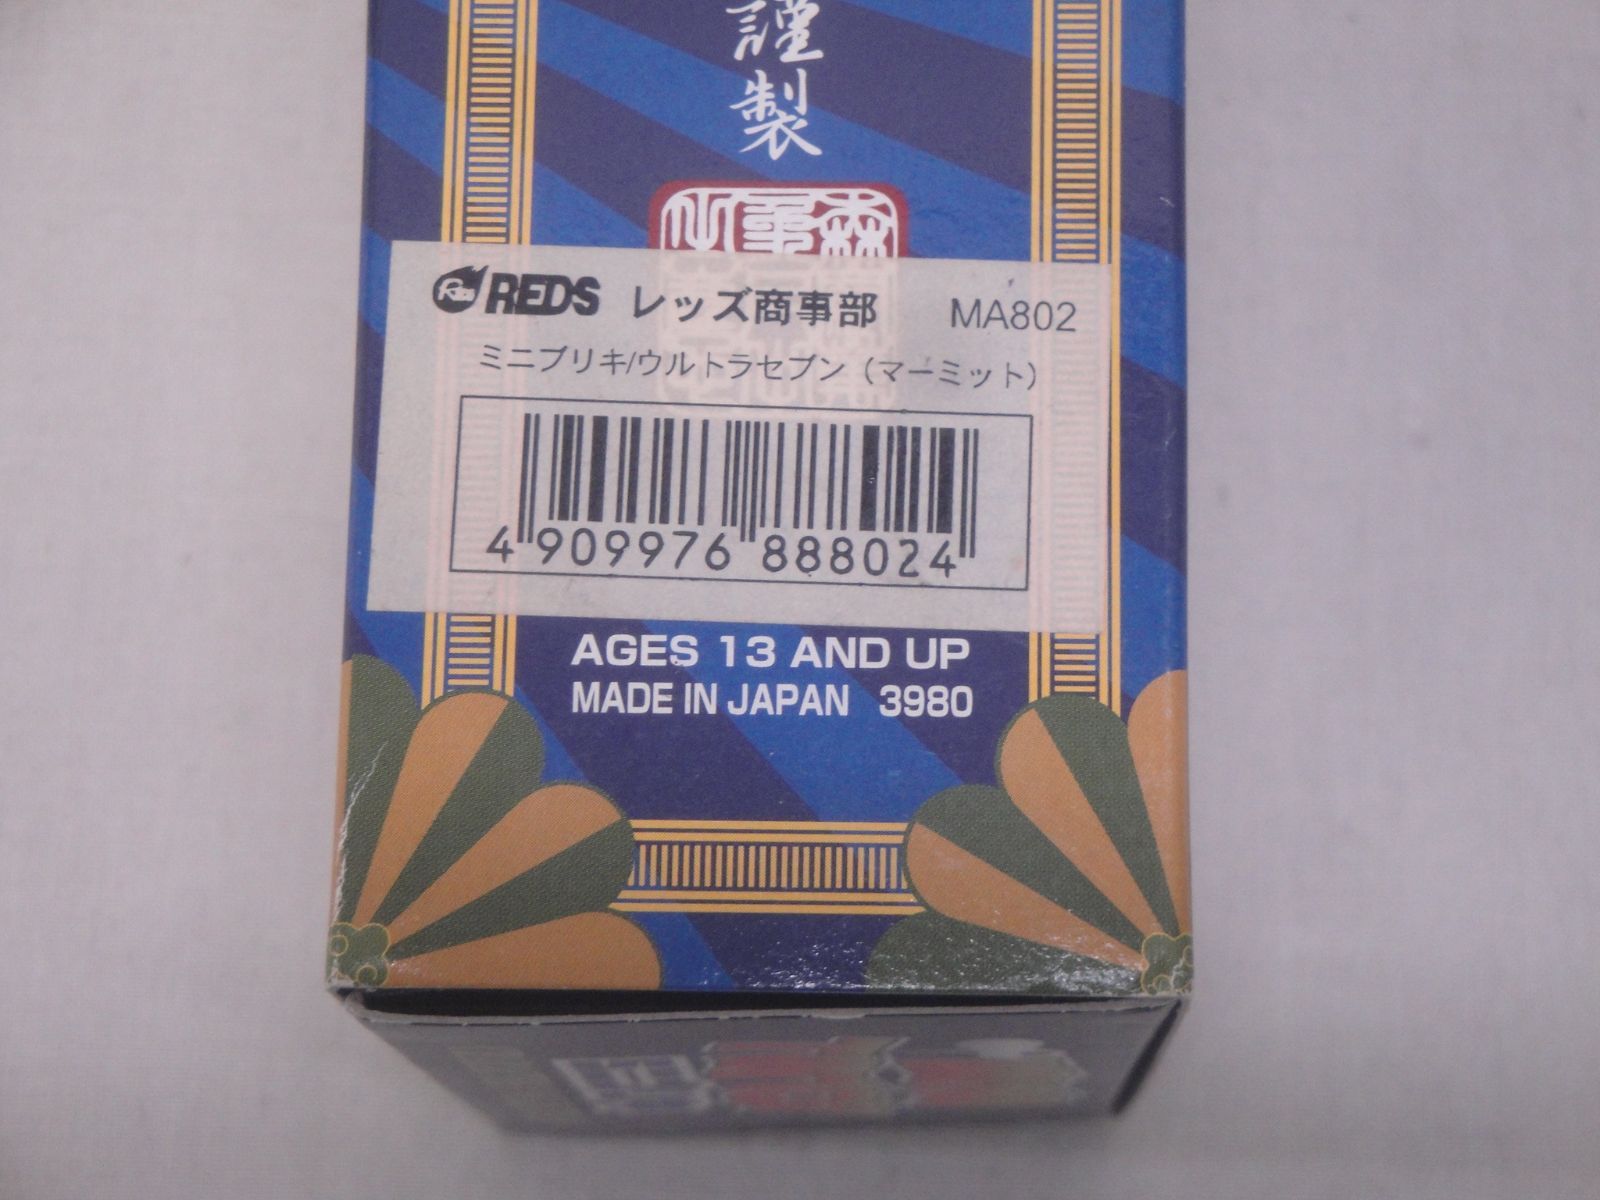 謹製
REDS レッズ商事部 MA802
ミニブリキ/ウルトラセブン（マーミット）
4 909976 888024
AGES 13 AND UP
MADE IN JAPAN 3980